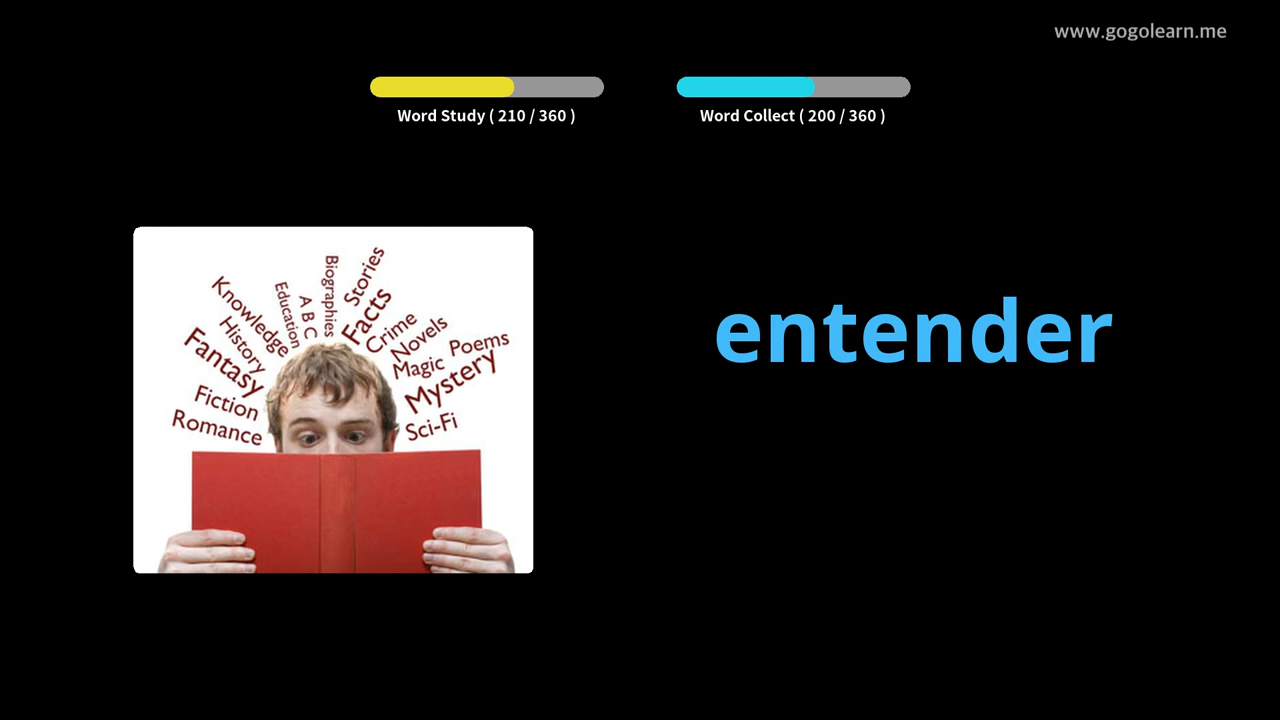 www.gogolearn.me
Word Study ( 210 / 360 )
Word Collect ( 200 / 360 )
Knowledge
Education
A B C
Biographies
Stories
Facts
History
Crime
Novels
Fantasy
Magic
Poems
Fiction
Mystery
Romance
Sci-Fi
entender